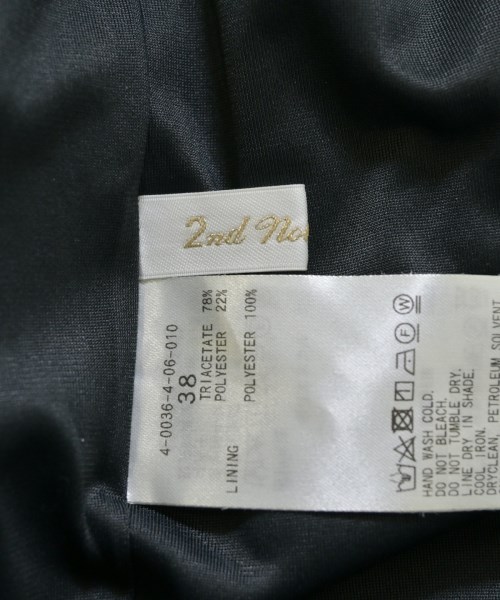 2nd
4-0036-4-06-010
38
TRIACETATE 78%
POLYESTER 22%
LINING POLYESTER 100%
HAND WASH COLD.
DO NOT BLEACH.
DO NOT TUMBLE DRY.
LINE DRY IN SHADE.
COOL IRON.
DRYCLEAN, PETROLEUM SOLVENT